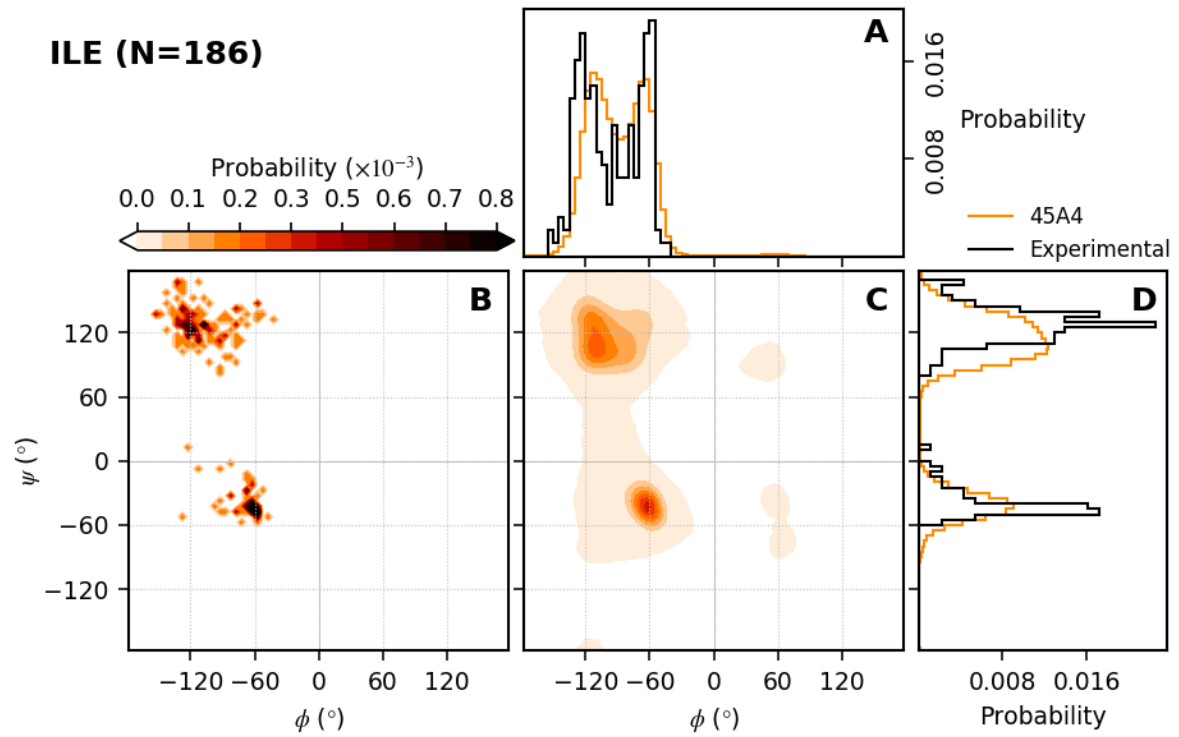 ILE (N=186)
A
0.016
0.008
Probability
Probability (×10⁻³)
0.0 0.1 0.2 0.3 0.5 0.6 0.7 0.8
45A4
Experimental
B
C
D
120
60
0
−60
−120
ψ (°)
−120 −60 0 60 120
−120 −60 0 60 120
0.008 0.016
ϕ (°)
ϕ (°)
Probability